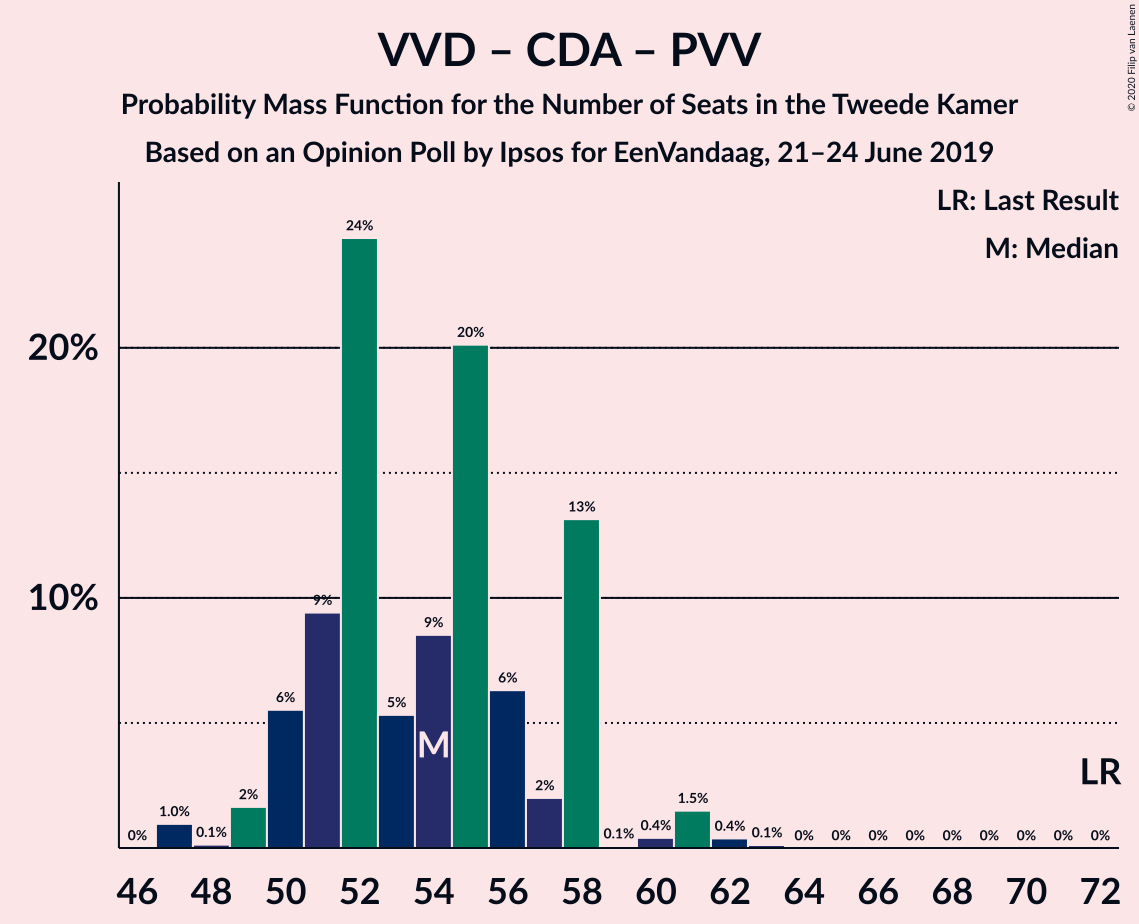 VVD – CDA – PVV
Probability Mass Function for the Number of Seats in the Tweede Kamer
Based on an Opinion Poll by Ipsos for EenVandaag, 21–24 June 2019
© 2020 Filip van Laenen
LR: Last Result
M: Median
20%
10%
0% 1.0% 0.1% 2% 6% 9% 24% 5% 9% 20% 6% 2% 13% 0.1% 0.4% 1.5% 0.4% 0.1% 0% 0% 0% 0% 0% 0% 0% 0% 0%
M
LR
46 48 50 52 54 56 58 60 62 64 66 68 70 72